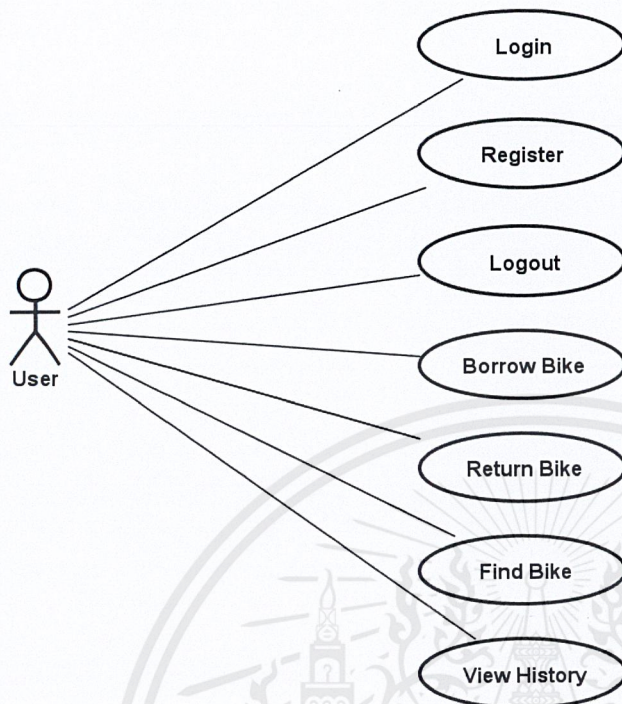 Login
Register
Logout
User
Borrow Bike
Return Bike
Find Bike
View History